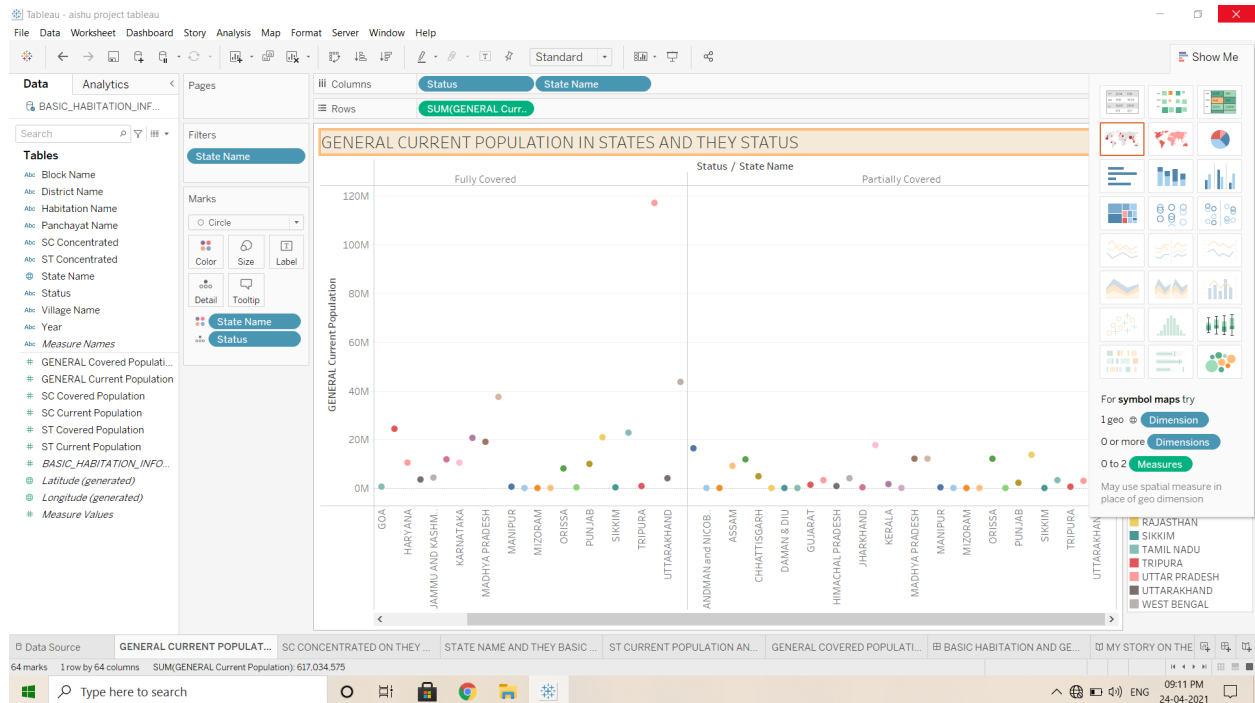 Tableau - aishu project tableau
File Data Worksheet Dashboard Story Analysis Map Format Server Window Help
Standard
Show Me
Data Analytics
BASIC_HABITATION_INF...
Search
Tables
Abc Block Name
Abc District Name
Abc Habitation Name
Abc Panchayat Name
Abc SC Concentrated
Abc ST Concentrated
State Name
Abc Status
Abc Village Name
Abc Year
Abc Measure Names
# GENERAL Covered Populati...
# GENERAL Current Population
# SC Covered Population
# SC Current Population
# ST Covered Population
# ST Current Population
# BASIC_HABITATION_INFO...
Latitude (generated)
Longitude (generated)
# Measure Values
Pages
Filters
State Name
Marks
Circle
Color Size Label
Detail Tooltip
State Name
Status
Columns Status State Name
Rows SUM(GENERAL Curr..
GENERAL CURRENT POPULATION IN STATES AND THEY STATUS
Status / State Name
Fully Covered Partially Covered
GENERAL Current Population
120M
100M
80M
60M
40M
20M
0M
GOA
HARYANA
JAMMU AND KASHM..
KARNATAKA
MADHYA PRADESH
MANIPUR
MIZORAM
ORISSA
PUNJAB
SIKKIM
TRIPURA
UTTARAKHAND
ANDMAN and NICOB..
ASSAM
CHHATTISGARH
DAMAN & DIU
GUJARAT
HIMACHAL PRADESH
JHARKHAND
KERALA
MADHYA PRADESH
MANIPUR
MIZORAM
ORISSA
PUNJAB
SIKKIM
TRIPURA
UTTARAKHAN
For symbol maps try
1 geo Dimension
0 or more Dimensions
0 to 2 Measures
May use spatial measure in
place of geo dimension
RAJASTHAN
SIKKIM
TAMIL NADU
TRIPURA
UTTAR PRADESH
UTTARAKHAND
WEST BENGAL
Data Source GENERAL CURRENT POPULAT... SC CONCENTRATED ON THEY ... STATE NAME AND THEY BASIC ... ST CURRENT POPULATION AN... GENERAL COVERED POPULATI... BASIC HABITATION AND GE... MY STORY ON THE
64 marks 1 row by 64 columns SUM(GENERAL Current Population): 617,034,575
Type here to search
ENG
09:11 PM
24-04-2021